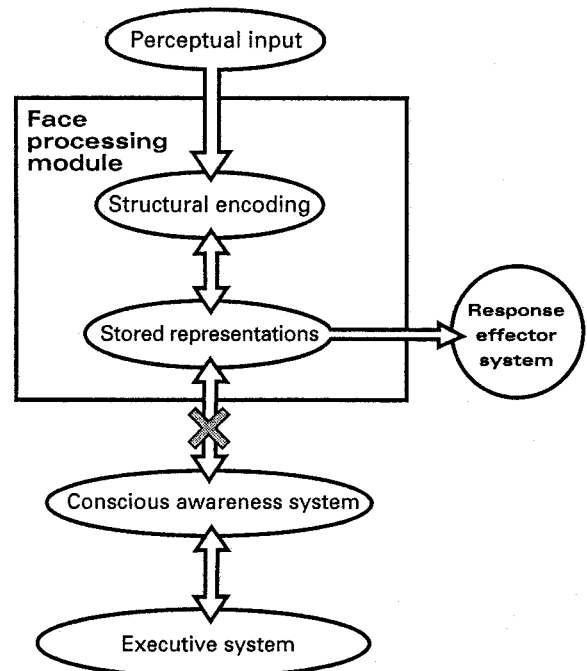 Perceptual input
Face
processing
module
Structural encoding
Stored representations
Response
effector
system
Conscious awareness system
Executive system